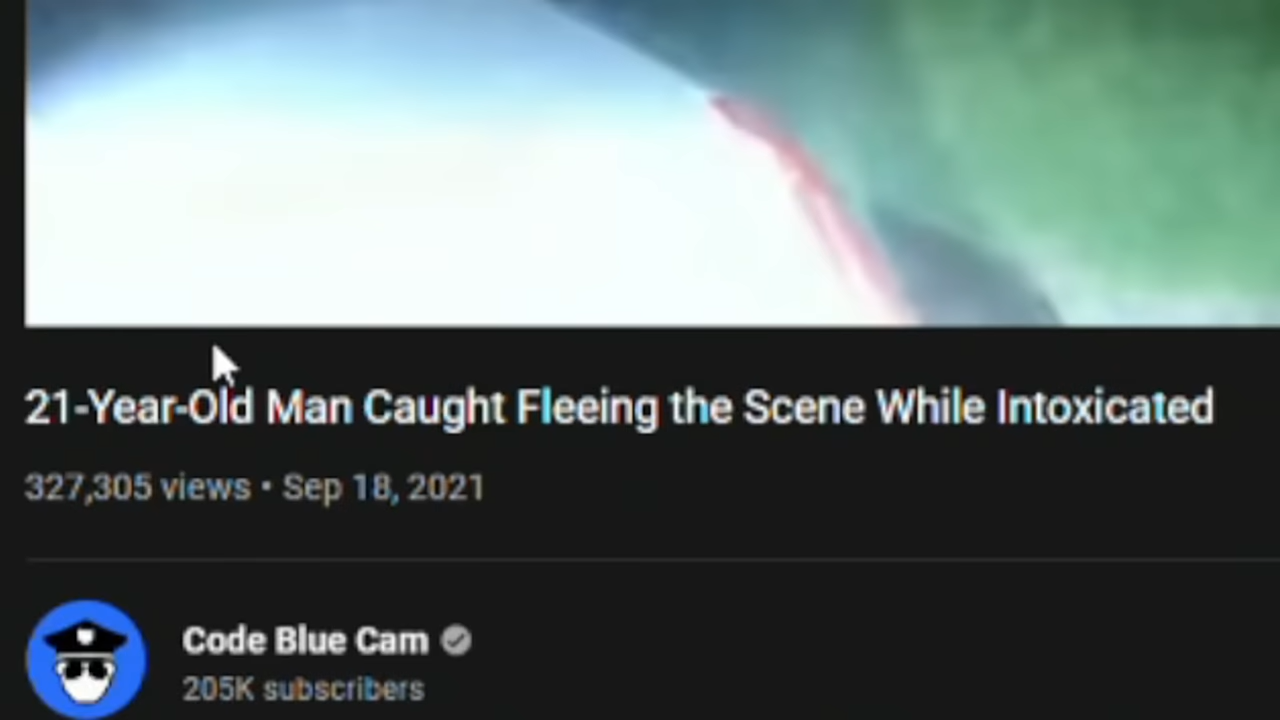 21-Year-Old Man Caught Fleeing the Scene While Intoxicated
327,305 views • Sep 18, 2021
Code Blue Cam
205K subscribers